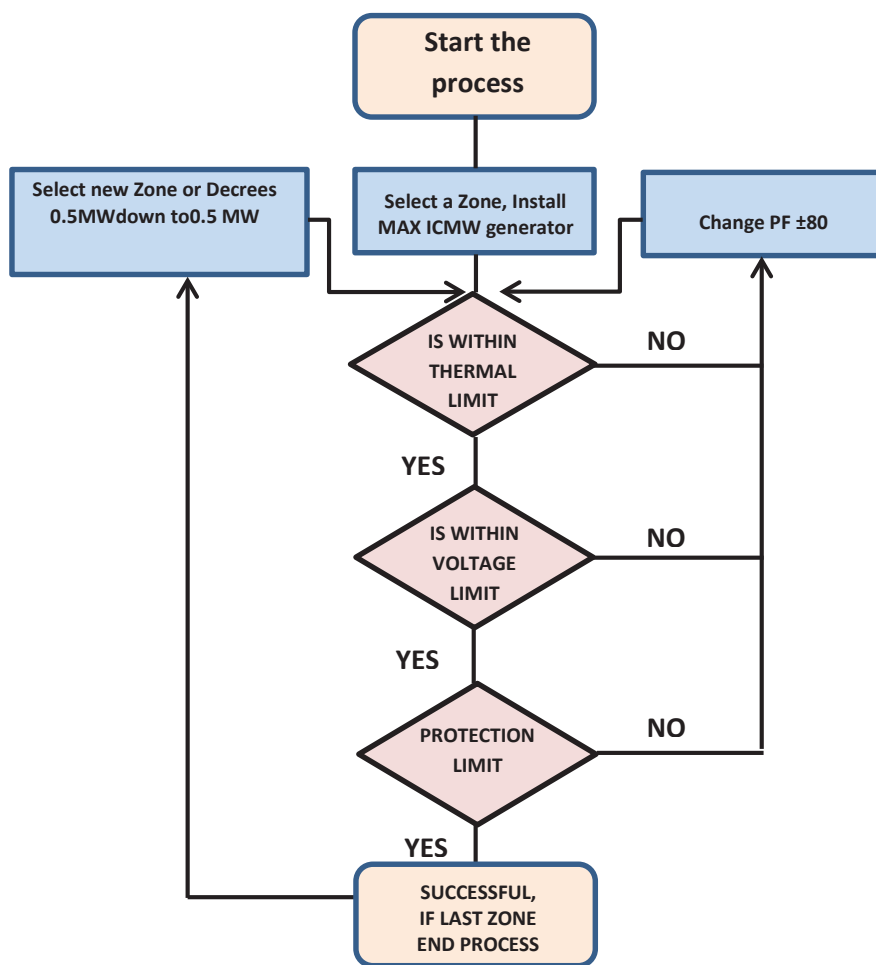 Start the
process
Select new Zone or Decrees
0.5MWdown to0.5 MW
Select a Zone, Install
MAX ICMW generator
Change PF ±80
IS WITHIN
THERMAL
LIMIT
NO
YES
IS WITHIN
VOLTAGE
LIMIT
NO
YES
PROTECTION
LIMIT
NO
YES
SUCCESSFUL,
IF LAST ZONE
END PROCESS